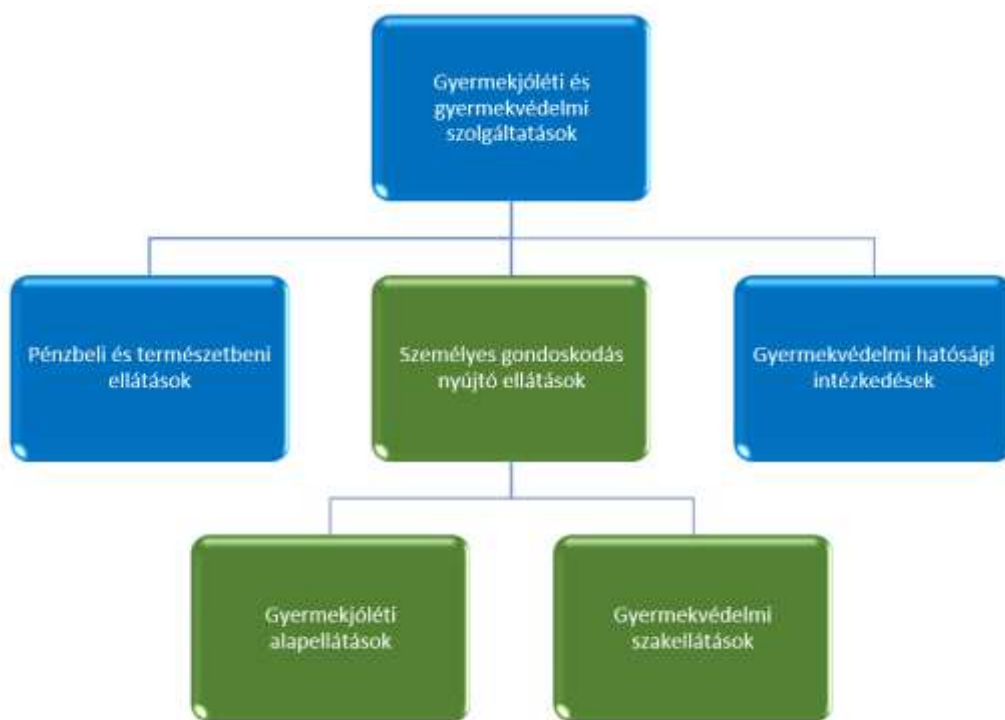 Gyermekjóléti és
gyermekvédelmi
szolgáltatások
Pénzbeli és természetbeni
ellátások
Személyes gondoskodás
nyújtó ellátások
Gyermekvédelmi hatósági
intézkedések
Gyermekjóléti
alapellátások
Gyermekvédelmi
szakellátások